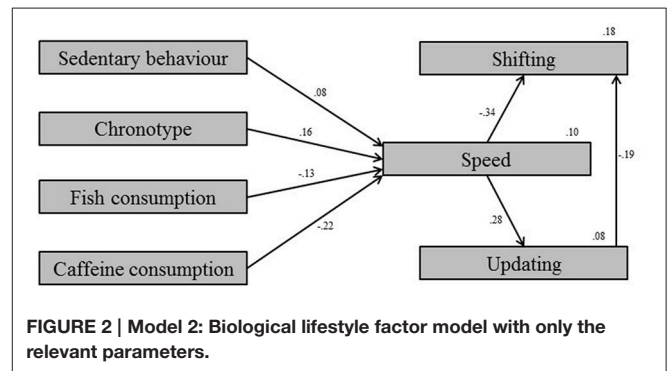 .18
Sedentary behaviour
Shifting
.08
Chronotype
.16
-.34
.10
Speed
-.19
-.13
Fish consumption
-.22
.28
.08
Caffeine consumption
Updating
FIGURE 2 | Model 2: Biological lifestyle factor model with only the
relevant parameters.